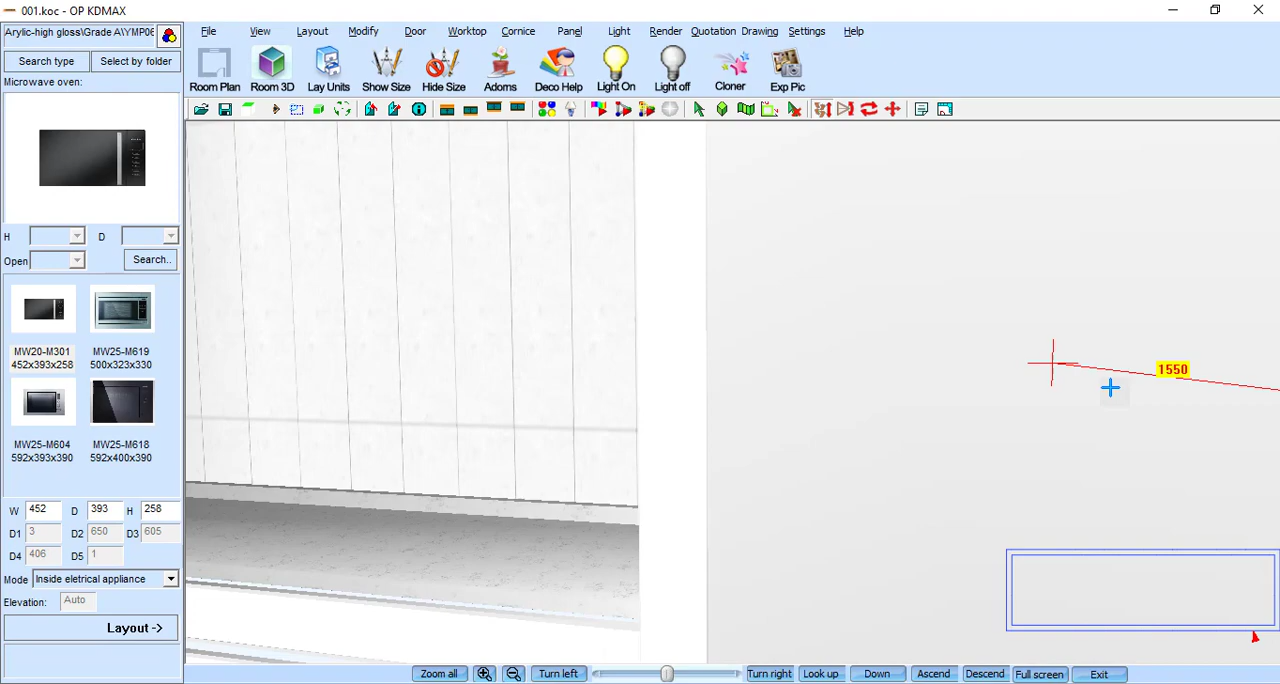 001.koc - OP KDMAX
Arylic-high gloss\Grade A\YMP06
File View Layout Modify Door Worktop Cornice Panel Light Render Quotation Drawing Settings Help
Search type Select by folder
Room Plan Room 3D Lay Units Show Size Hide Size Adoms Deco Help Light On Light off Cloner Exp Pic
Microwave oven:
H D
Open Search..
MW20-M301 MW25-M619
452x393x258 500x323x330
1550
MW25-M604 MW25-M618
592x393x390 592x400x390
W 452 D 393 H 258
D1 3 D2 650 D3 605
D4 406 D5 1
Mode Inside eletrical appliance
Elevation: Auto
Layout ->
Zoom all Turn left Turn right Look up Down Ascend Descend Full screen Exit